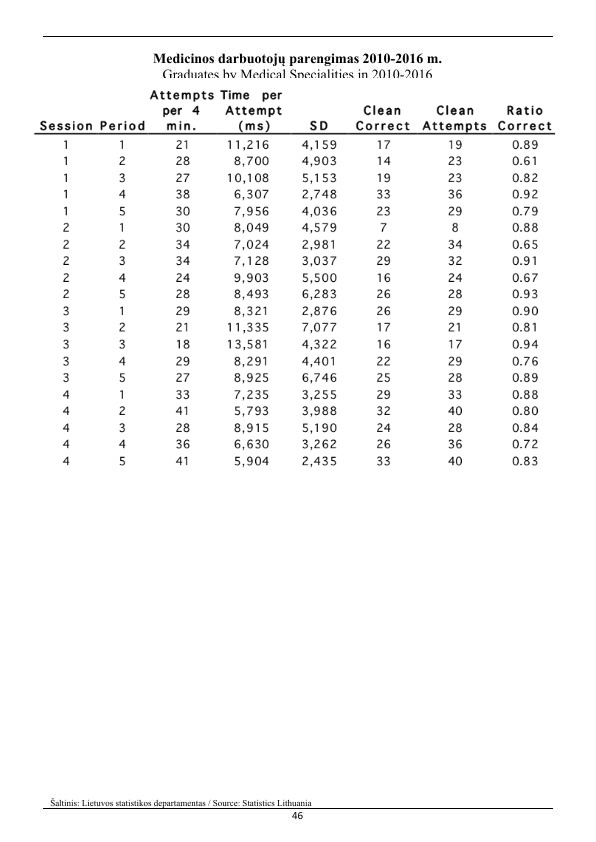 Medicinos darbuotojų parengimas 2010-2016 m.
Graduates by Medical Specialities in 2010-2016
Attempts Time per
per 4 Attempt Clean Clean Ratio
Session Period min. (ms) SD Correct Attempts Correct
1 1 21 11,216 4,159 17 19 0.89
1 2 28 8,700 4,903 14 23 0.61
1 3 27 10,108 5,153 19 23 0.82
1 4 38 6,307 2,748 33 36 0.92
1 5 30 7,956 4,036 23 29 0.79
2 1 30 8,049 4,579 7 8 0.88
2 2 34 7,024 2,981 22 34 0.65
2 3 34 7,128 3,037 29 32 0.91
2 4 24 9,903 5,500 16 24 0.67
2 5 28 8,493 6,283 26 28 0.93
3 1 29 8,321 2,876 26 29 0.90
3 2 21 11,335 7,077 17 21 0.81
3 3 18 13,581 4,322 16 17 0.94
3 4 29 8,291 4,401 22 29 0.76
3 5 27 8,925 6,746 25 28 0.89
4 1 33 7,235 3,255 29 33 0.88
4 2 41 5,793 3,988 32 40 0.80
4 3 28 8,915 5,190 24 28 0.84
4 4 36 6,630 3,262 26 36 0.72
4 5 41 5,904 2,435 33 40 0.83
Šaltinis: Lietuvos statistikos departamentas / Source: Statistics Lithuania
46